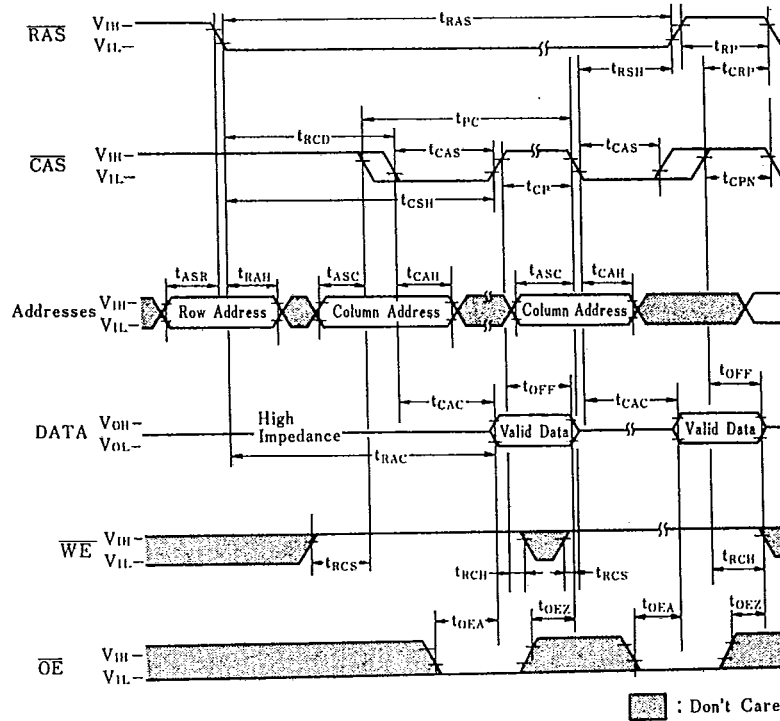 RAS VIH– VIL– tRAS tRP tRSH tCRP
CAS VIH– VIL– tPC tRCD tCAS tCAS tCP tCPN tCSH
Addresses VIH– VIL– tASR tRAH tASC tCAH tASC tCAH
Row Address Column Address Column Address
DATA VOH– VOL– tCAC tOFF tCAC tOFF
High Impedance Valid Data Valid Data
tRAC
WE VIH– VIL– tRCS tRCH tRCS tRCH
OE VIH– VIL– tOEA tOEZ tOEA tOEZ
: Don't Care